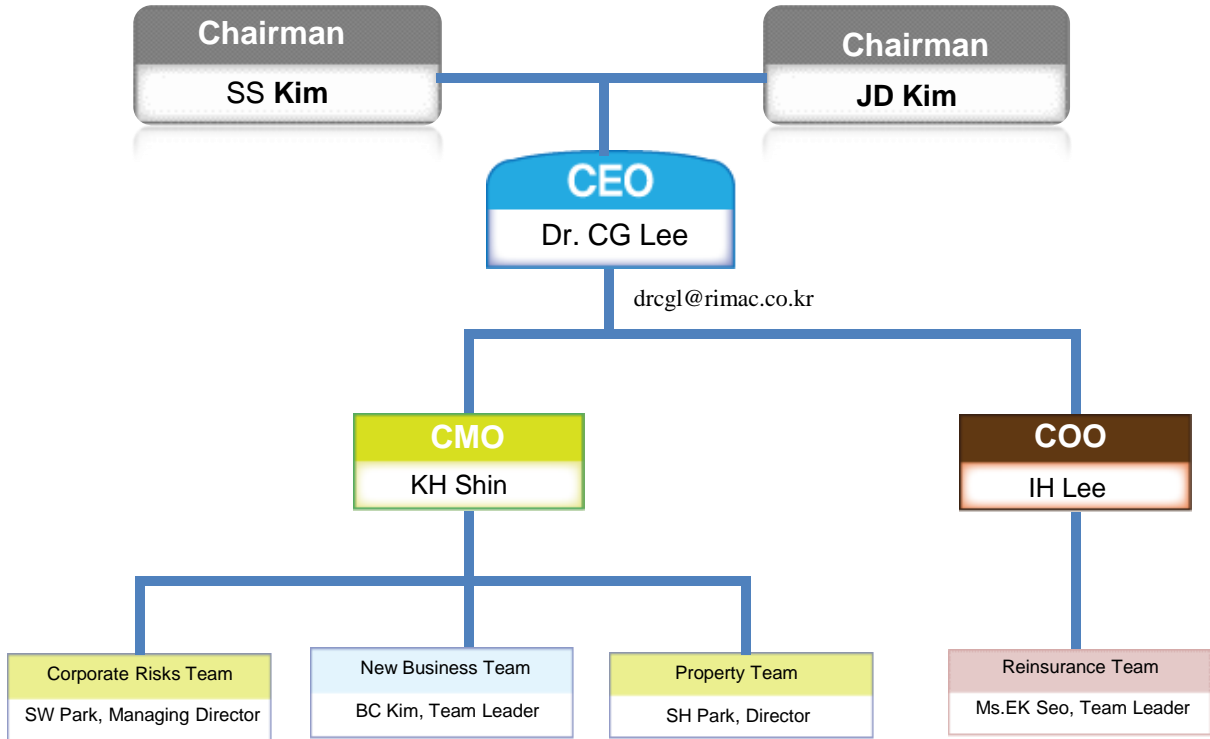 Chairman
SS Kim
Chairman
JD Kim
CEO
Dr. CG Lee
drcgl@rimac.co.kr
CMO
KH Shin
COO
IH Lee
Corporate Risks Team
SW Park, Managing Director
New Business Team
BC Kim, Team Leader
Property Team
SH Park, Director
Reinsurance Team
Ms.EK Seo, Team Leader